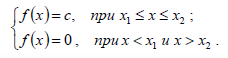 f(x)=c, при x₁ ≤ x ≤ x₂ ;
f(x)=0, при x < x₁ и x > x₂ .